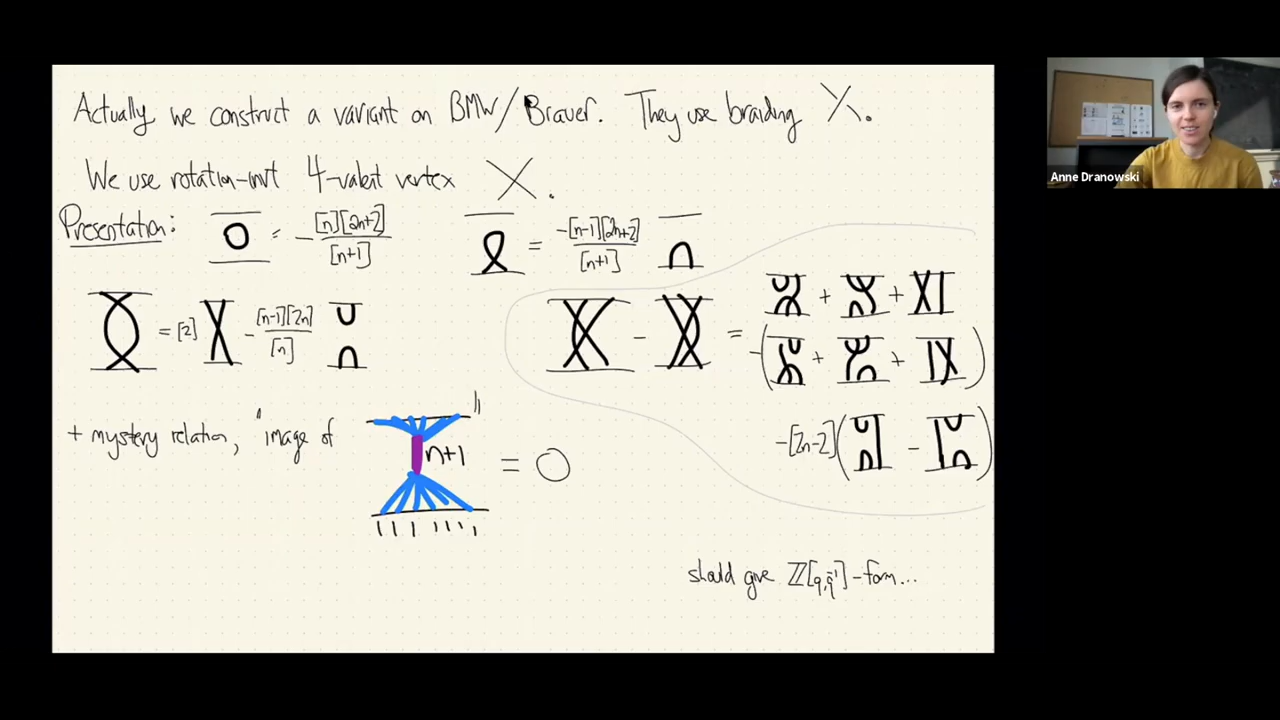 Actually we construct a variant on BMW/Brauer. They use braiding X.
We use rotation-invt 4-valent vertex X.
Presentation: O = - [n][2n+2] / [n+1]
= -[n-1][2n+2] / [n+1]
= [2] - [n-1][2n] / [n]
- = + +
-( + + )
-[2n-2]( - )
+ mystery relation, "image of n+1 = 0
11
should give ℤ[q,q⁻¹]-form...
Anne Dranowski